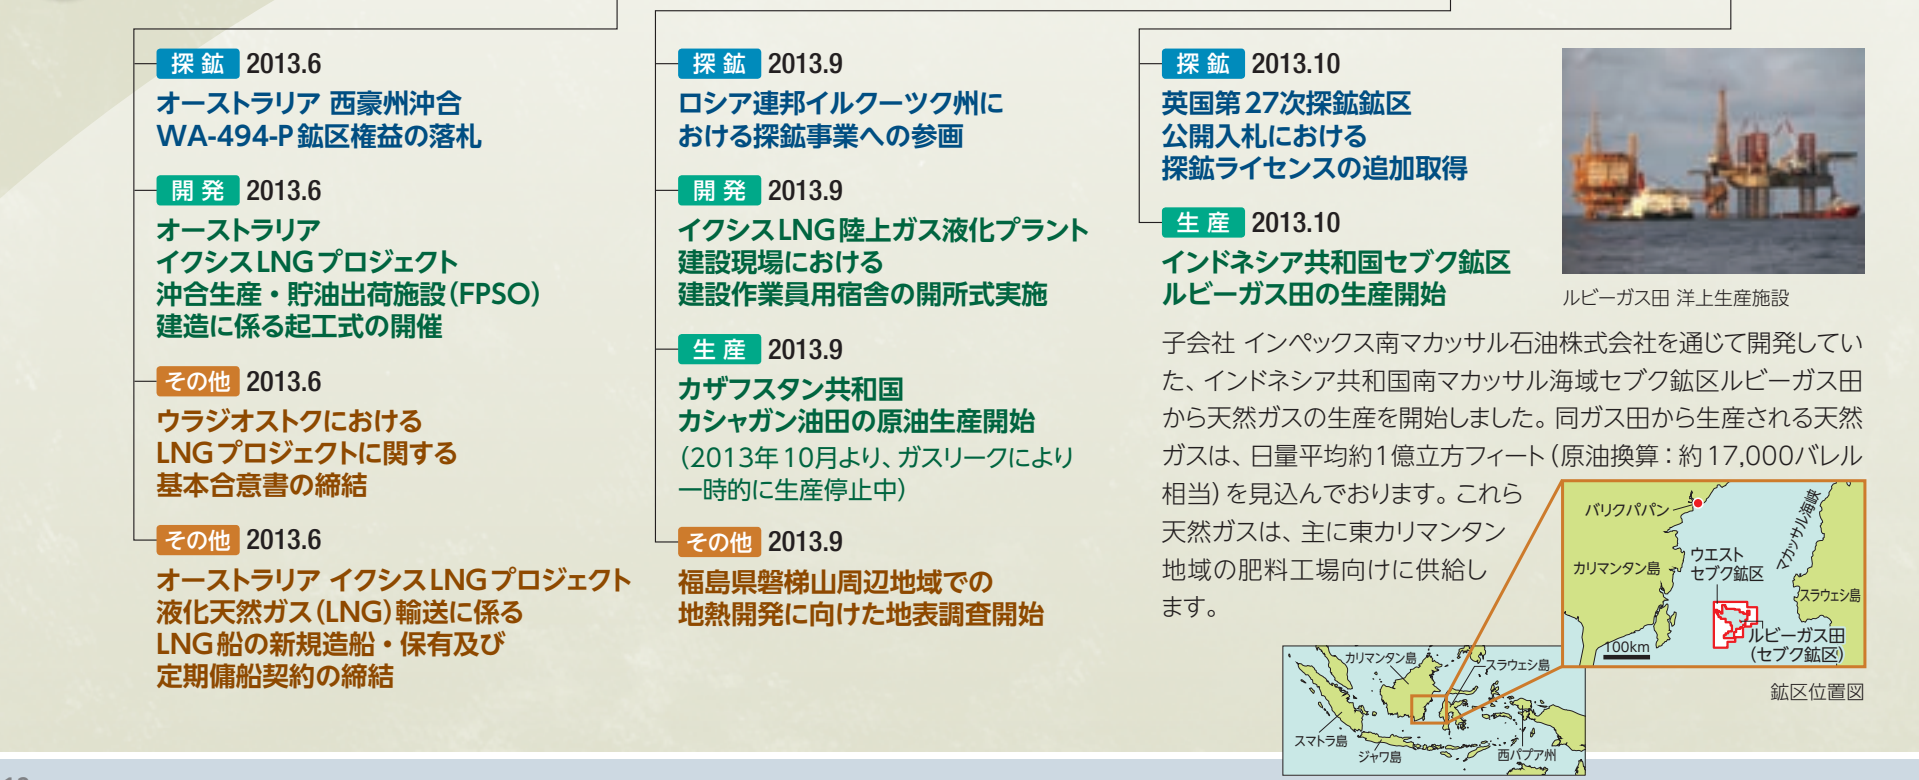 探鉱 2013.6
オーストラリア 西豪州沖合
WA-494-P鉱区権益の落札
開発 2013.6
オーストラリア
イクシスLNGプロジェクト
沖合生産・貯油出荷施設(FPSO)
建造に係る起工式の開催
その他 2013.6
ウラジオストクにおける
LNGプロジェクトに関する
基本合意書の締結
その他 2013.6
オーストラリア イクシスLNGプロジェクト
液化天然ガス(LNG)輸送に係る
LNG船の新規造船・保有及び
定期傭船契約の締結
探鉱 2013.9
ロシア連邦イルクーツク州に
おける探鉱事業への参画
開発 2013.9
イクシスLNG陸上ガス液化プラント
建設現場における
建設作業員用宿舎の開所式実施
生産 2013.9
カザフスタン共和国
カシャガン油田の原油生産開始
(2013年10月より、ガスリークにより
一時的に生産停止中)
その他 2013.9
福島県磐梯山周辺地域での
地熱開発に向けた地表調査開始
探鉱 2013.10
英国第27次探鉱鉱区
公開入札における
探鉱ライセンスの追加取得
生産 2013.10
インドネシア共和国セブク鉱区
ルビーガス田の生産開始
ルビーガス田 洋上生産施設
子会社 インペックス南マカッサル石油株式会社を通じて開発してい
た、インドネシア共和国南マカッサル海域セブク鉱区ルビーガス田
から天然ガスの生産を開始しました。同ガス田から生産される天然
ガスは、日量平均約1億立方フィート(原油換算:約17,000バレル
相当)を見込んでおります。これら
天然ガスは、主に東カリマンタン
地域の肥料工場向けに供給し
ます。
バリクパパン
マカッサル海峡
カリマンタン島
ウエスト
セブク鉱区
スラウェシ島
ルビーガス田
(セブク鉱区)
100km
鉱区位置図
カリマンタン島
スラウェシ島
スマトラ島
ジャワ島
西パプア州